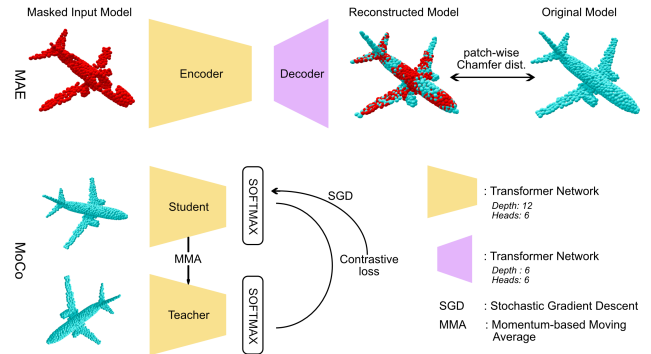 Masked Input Model
Reconstructed Model
Original Model
MAE
Encoder
Decoder
patch-wise
Chamfer dist.
MoCo
Student
SOFTMAX
SGD
MMA
Contrastive
loss
Teacher
SOFTMAX
: Transformer Network
Depth: 12
Heads: 6
: Transformer Network
Depth : 6
Heads: 6
SGD : Stochastic Gradient Descent
MMA : Momentum-based Moving
Average